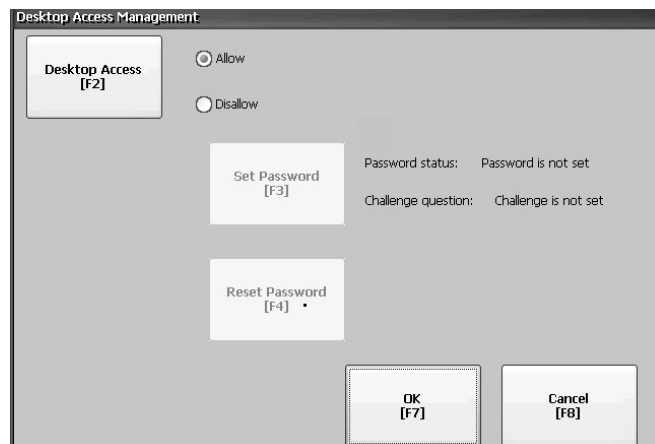 Desktop Access Management
Desktop Access
[F2]
Allow
Disallow
Set Password
[F3]
Password status: Password is not set
Challenge question: Challenge is not set
Reset Password
[F4]
OK
[F7]
Cancel
[F8]